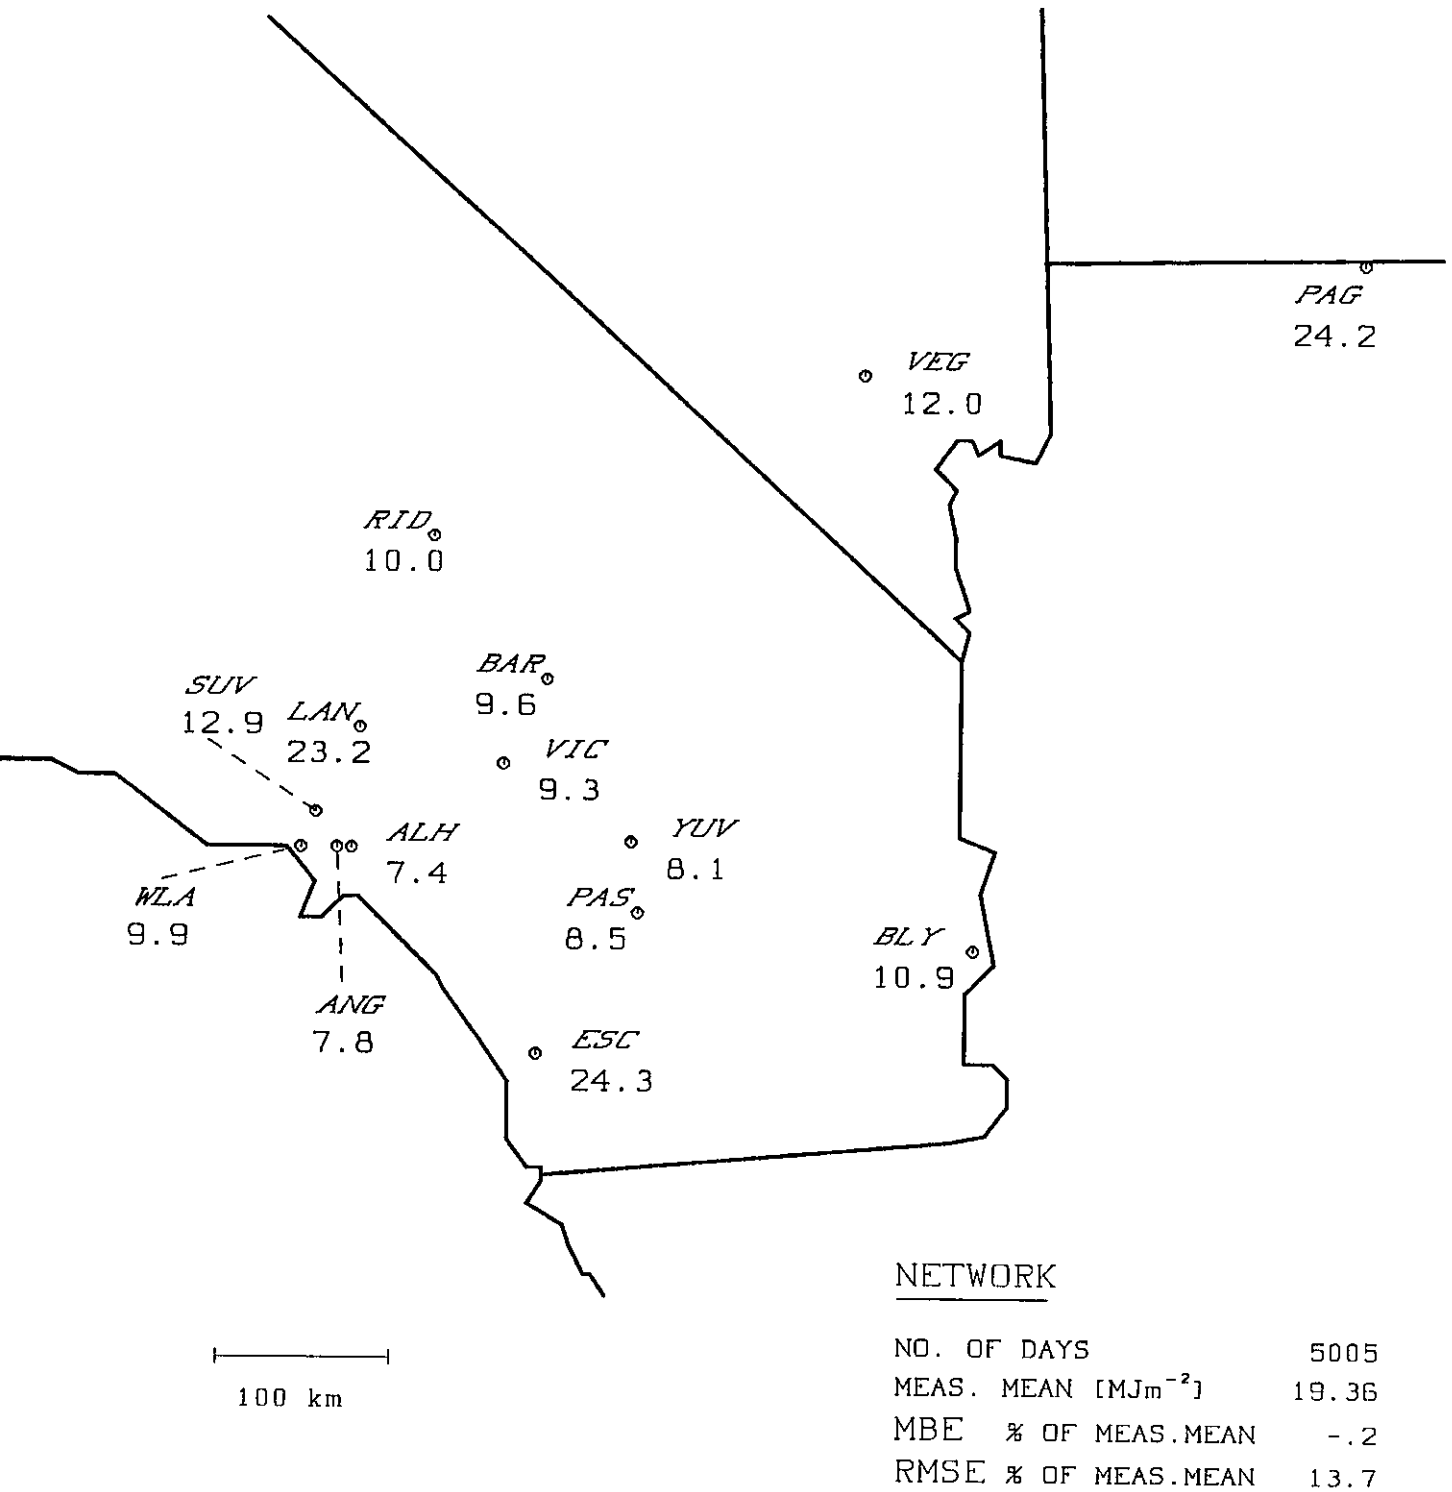 PAG
24.2
VEG
12.0
RID
10.0
BAR
9.6
SUV
12.9
LAN
23.2
VIC
9.3
ALH
7.4
YUV
8.1
WLA
9.9
PAS
8.5
BLY
10.9
ANG
7.8
ESC
24.3
NETWORK
NO. OF DAYS 5005
MEAS. MEAN [MJm⁻²] 19.36
MBE % OF MEAS.MEAN -.2
RMSE % OF MEAS.MEAN 13.7
100 km